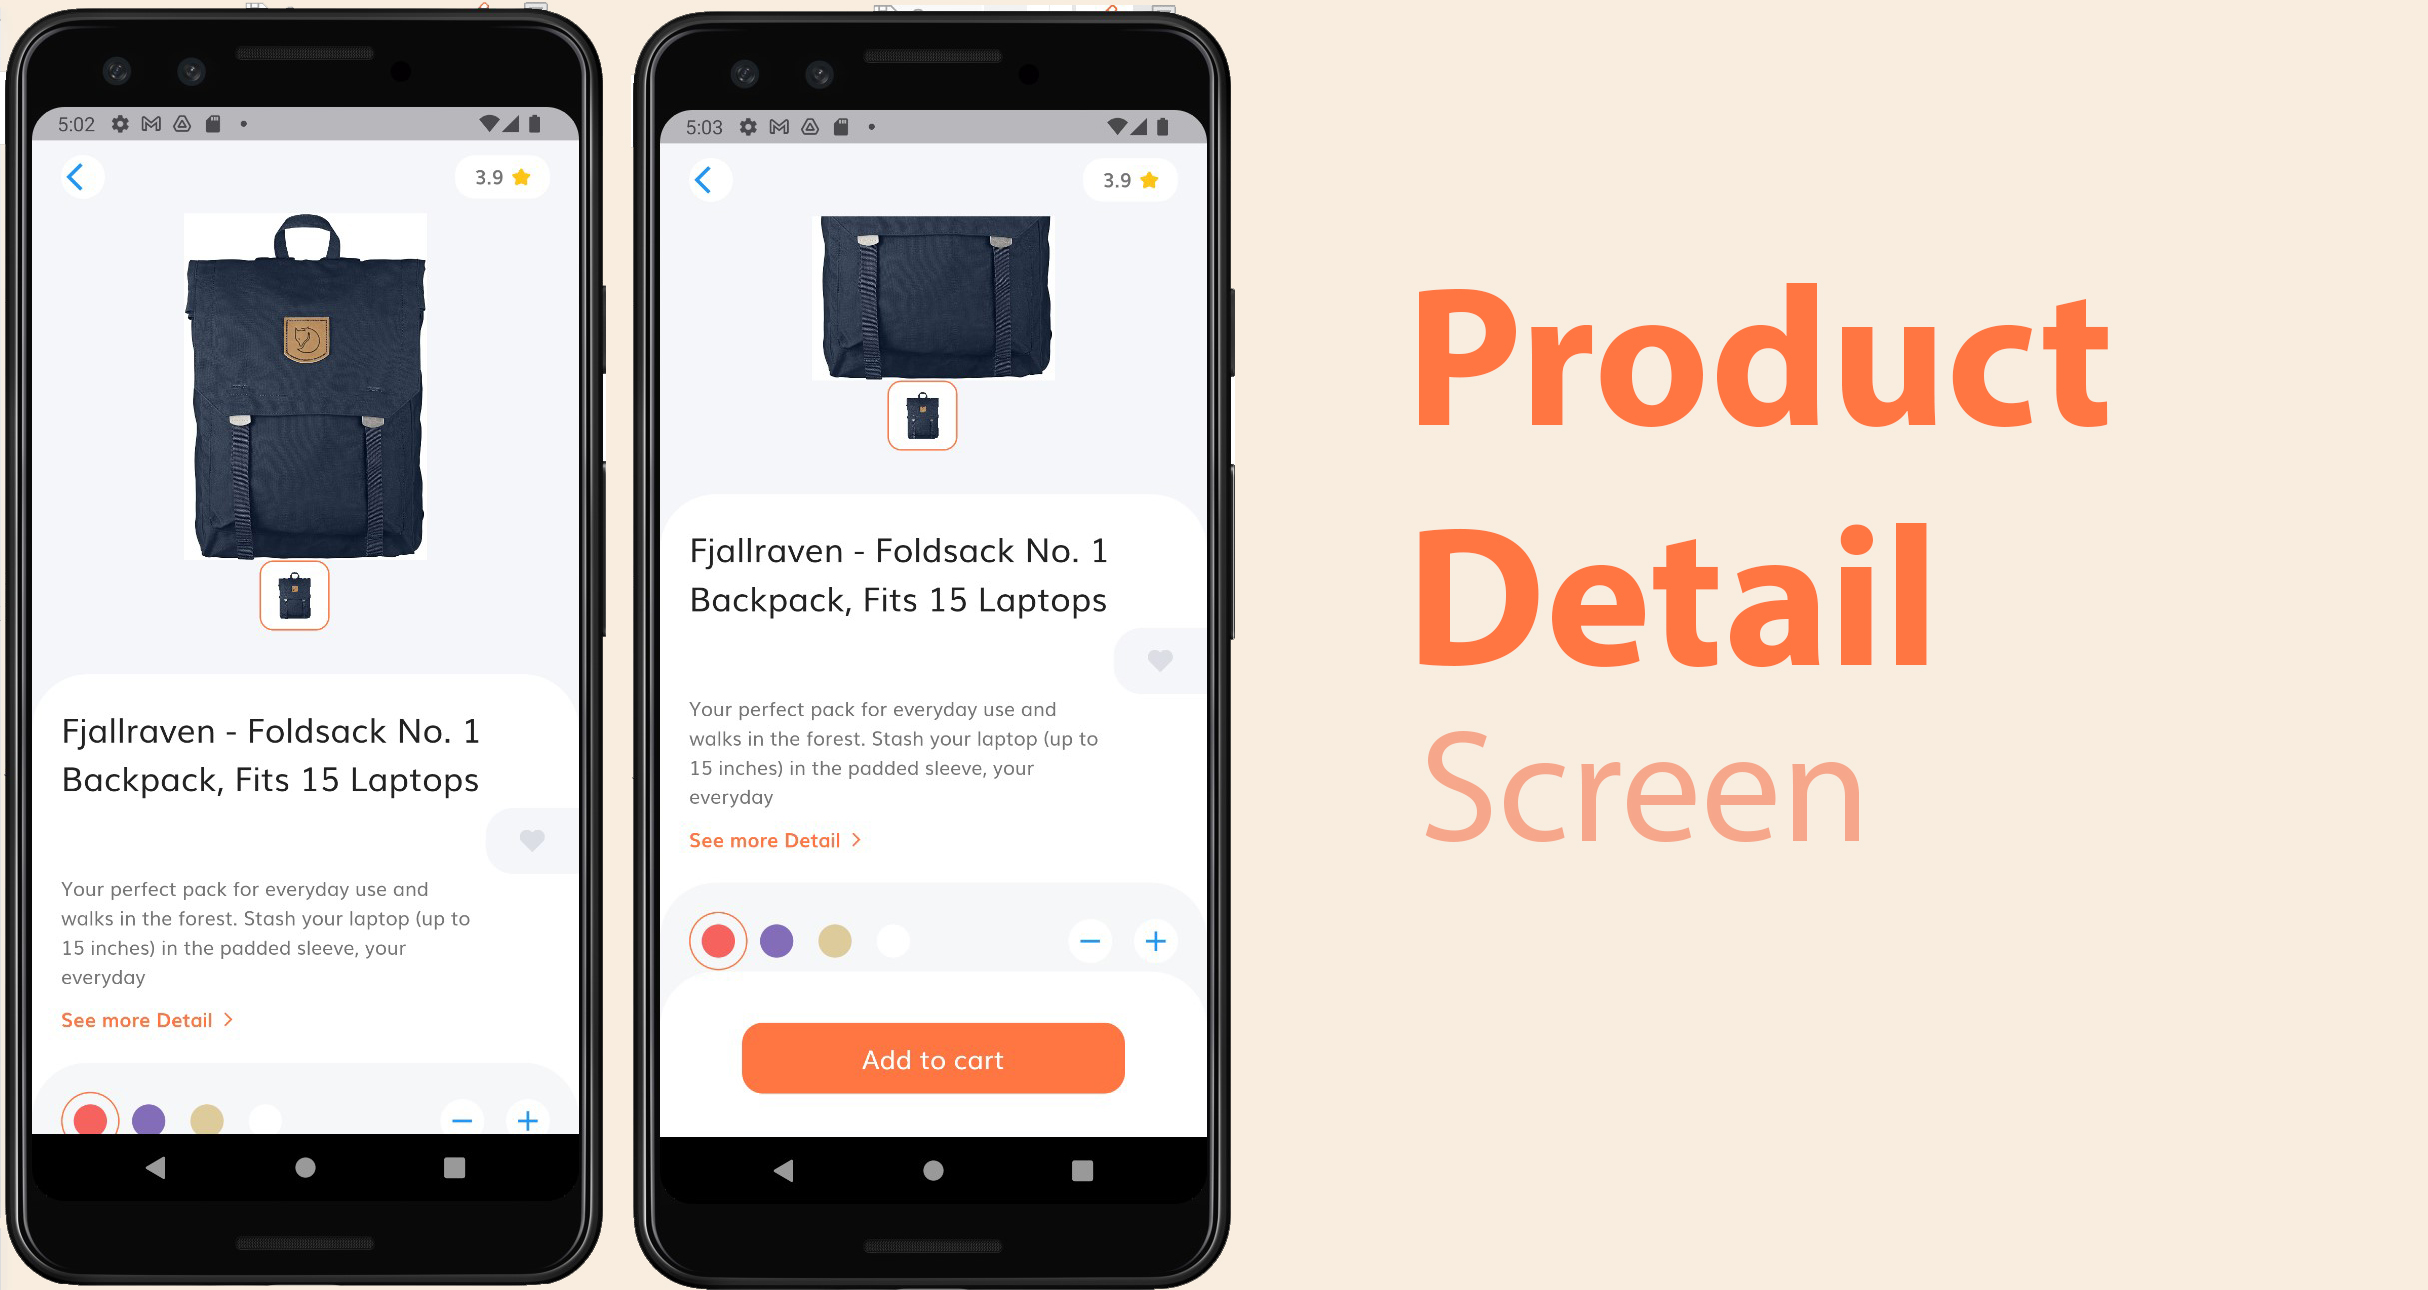 5:02
3.9
Fjallraven - Foldsack No. 1
Backpack, Fits 15 Laptops
Your perfect pack for everyday use and
walks in the forest. Stash your laptop (up to
15 inches) in the padded sleeve, your
everyday
See more Detail
5:03
3.9
Fjallraven - Foldsack No. 1
Backpack, Fits 15 Laptops
Your perfect pack for everyday use and
walks in the forest. Stash your laptop (up to
15 inches) in the padded sleeve, your
everyday
See more Detail
Add to cart
Product
Detail
Screen